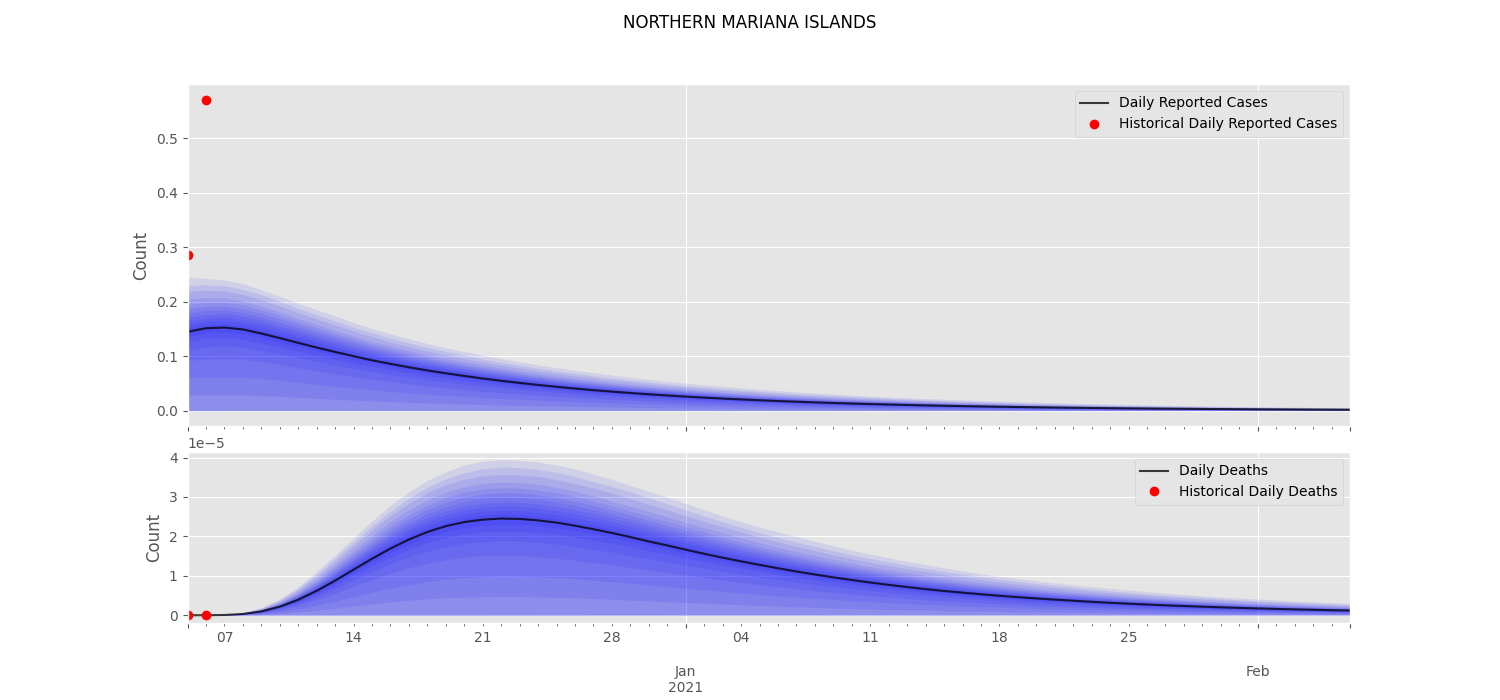 NORTHERN MARIANA ISLANDS
Daily Reported Cases
Historical Daily Reported Cases
0.5
0.4
0.3
0.2
0.1
0.0
Count
1e−5
Daily Deaths
Historical Daily Deaths
4
3
2
1
0
Count
07 14 21 28 04 11 18 25
Jan Feb
2021